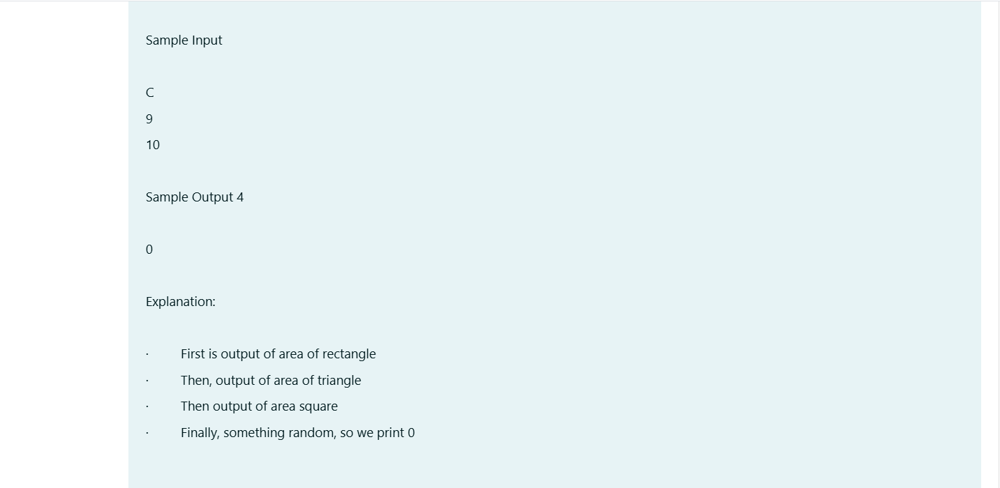 Sample Input
C
9
10
Sample Output 4
0
Explanation:
· First is output of area of rectangle
· Then, output of area of triangle
· Then output of area square
· Finally, something random, so we print 0